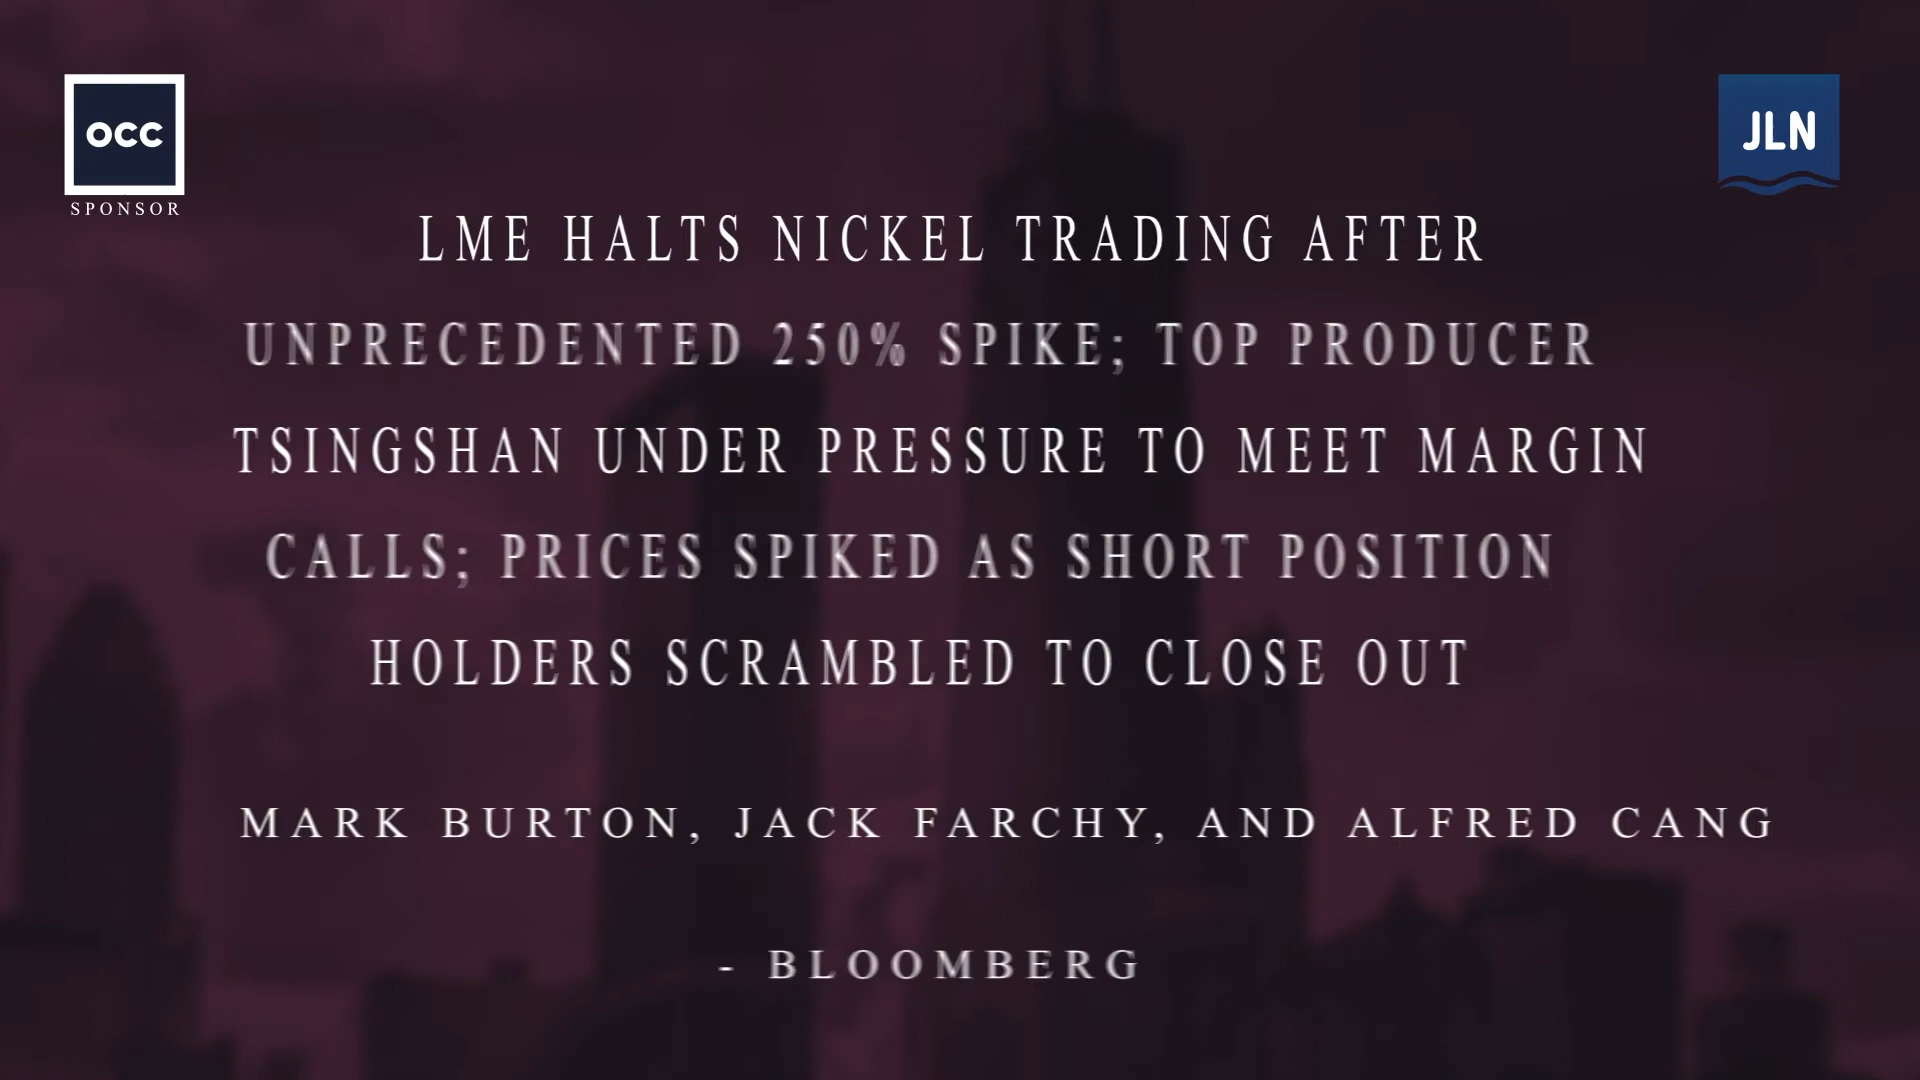 OCC
SPONSOR
JLN
LME HALTS NICKEL TRADING AFTER
UNPRECEDENTED 250% SPIKE; TOP PRODUCER
TSINGSHAN UNDER PRESSURE TO MEET MARGIN
CALLS; PRICES SPIKED AS SHORT POSITION
HOLDERS SCRAMBLED TO CLOSE OUT
MARK BURTON, JACK FARCHY, AND ALFRED CANG
- BLOOMBERG